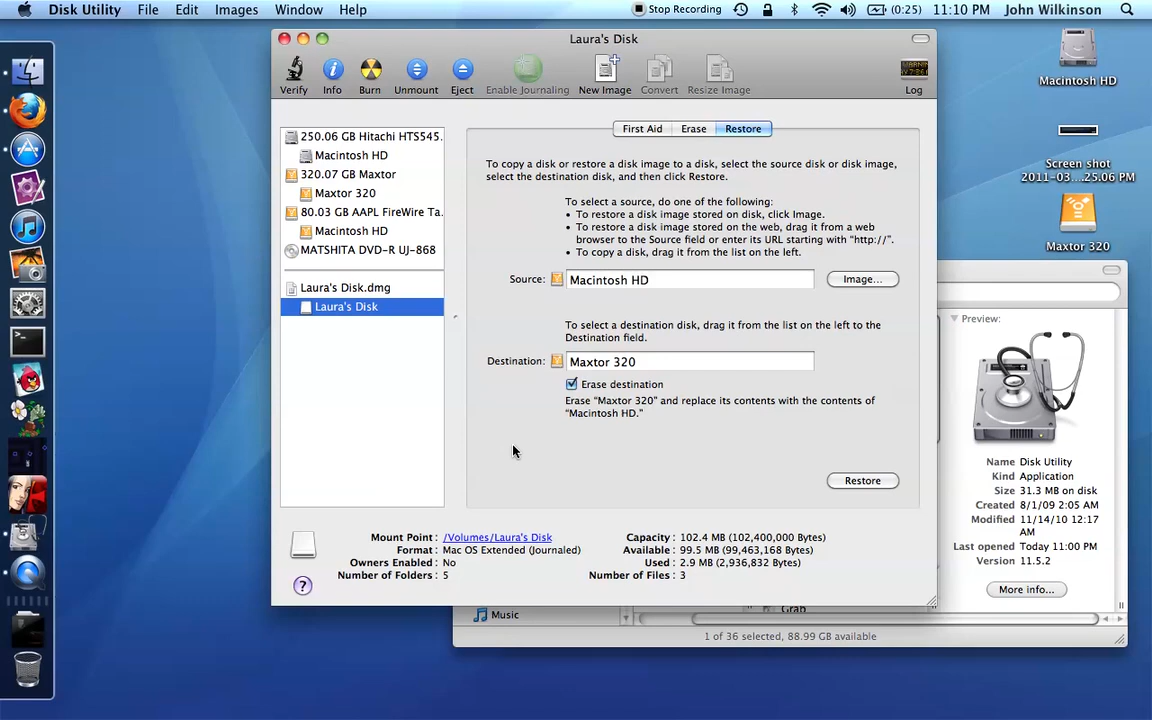 Disk Utility File Edit Images Window Help Stop Recording (0:25) 11:10 PM John Wilkinson
Laura's Disk
Verify Info Burn Unmount Eject Enable Journaling New Image Convert Resize Image Log
250.06 GB Hitachi HTS545.
Macintosh HD
320.07 GB Maxtor
Maxtor 320
80.03 GB AAPL FireWire Ta.
Macintosh HD
MATSHITA DVD-R UJ-868
Laura's Disk.dmg
Laura's Disk
First Aid Erase Restore
To copy a disk or restore a disk image to a disk, select the source disk or disk image,
select the destination disk, and then click Restore.
To select a source, do one of the following:
• To restore a disk image stored on disk, click Image.
• To restore a disk image stored on the web, drag it from a web
browser to the Source field or enter its URL starting with “http://”.
• To copy a disk, drag it from the list on the left.
Source: Macintosh HD Image...
To select a destination disk, drag it from the list on the left to the
Destination field.
Destination: Maxtor 320
Erase destination
Erase “Maxtor 320” and replace its contents with the contents of
“Macintosh HD.”
Restore
Mount Point : /Volumes/Laura's Disk
Format : Mac OS Extended (Journaled)
Owners Enabled : No
Number of Folders : 5
Capacity : 102.4 MB (102,400,000 Bytes)
Available : 99.5 MB (99,463,168 Bytes)
Used : 2.9 MB (2,936,832 Bytes)
Number of Files : 3
?
Macintosh HD
Screen shot
2011-03....25.06 PM
Maxtor 320
Preview:
Name Disk Utility
Kind Application
Size 31.3 MB on disk
Created 8/1/09 2:05 AM
Modified 11/14/10 12:17
AM
Last opened Today 11:00 PM
Version 11.5.2
More info...
Music
Grab
1 of 36 selected, 88.99 GB available